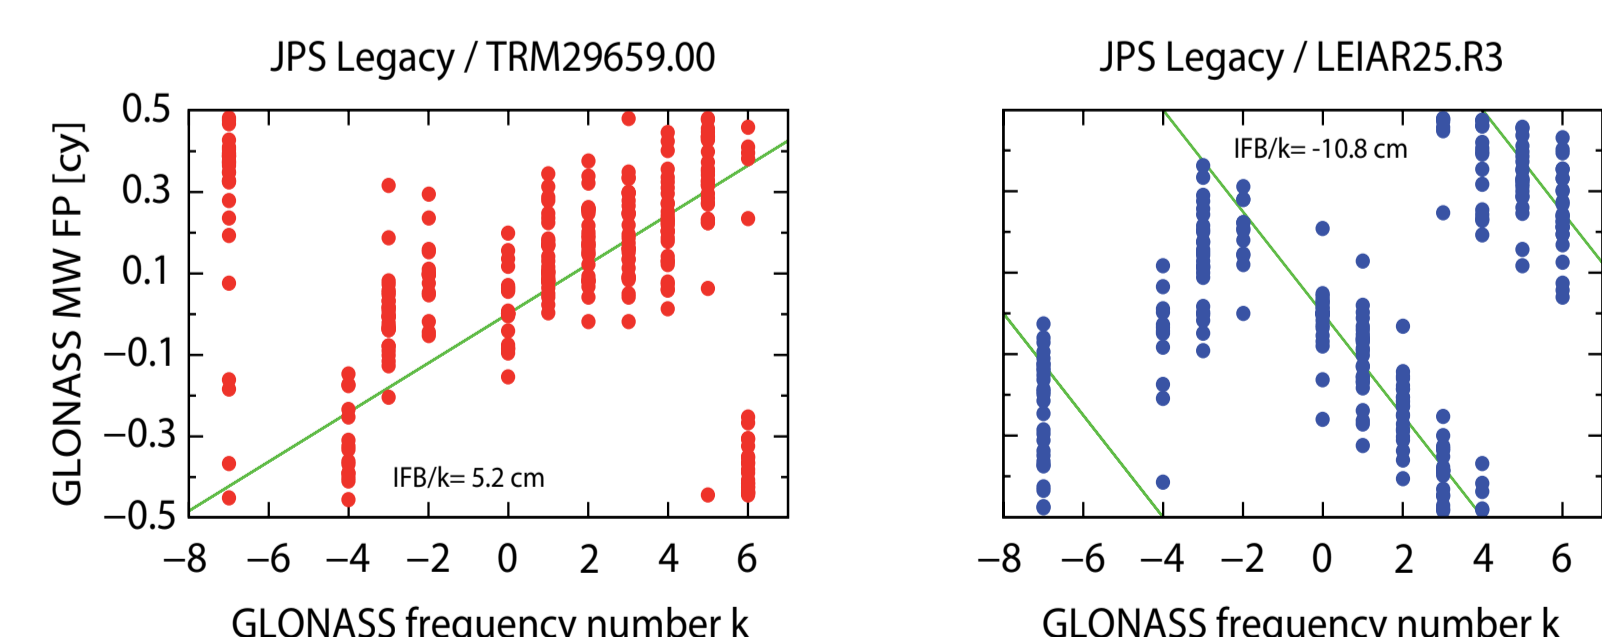 JPS Legacy / TRM29659.00
GLONASS MW FP [cy]
0.5
0.3
0.1
−0.1
−0.3
−0.5
IFB/k= 5.2 cm
−8 −6 −4 −2 0 2 4 6
GLONASS frequency number k
JPS Legacy / LEIAR25.R3
IFB/k= -10.8 cm
−8 −6 −4 −2 0 2 4 6
GLONASS frequency number k